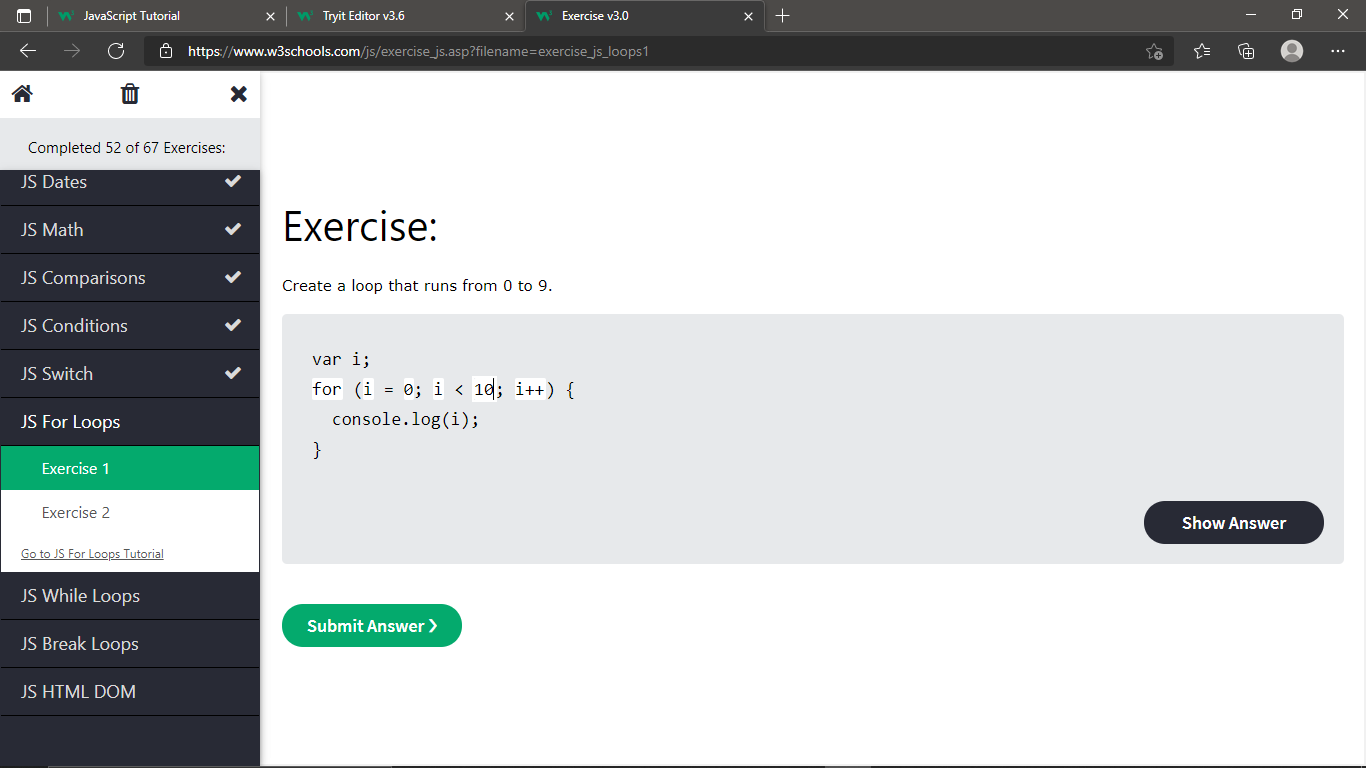 JavaScript Tutorial
Tryit Editor v3.6
Exercise v3.0
https://www.w3schools.com/js/exercise_js.asp?filename=exercise_js_loops1
Completed 52 of 67 Exercises:
JS Dates
JS Math
JS Comparisons
JS Conditions
JS Switch
JS For Loops
Exercise 1
Exercise 2
Go to JS For Loops Tutorial
JS While Loops
JS Break Loops
JS HTML DOM
Exercise:
Create a loop that runs from 0 to 9.
var i;
for (i = 0; i < 10; i++) {
  console.log(i);
}
Show Answer
Submit Answer ❯